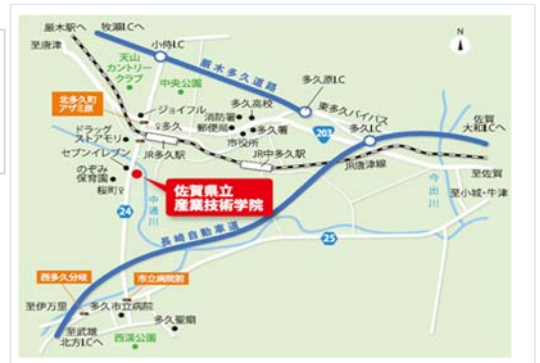 厳木駅へ
牧瀬I.Cへ
至唐津
小侍I.C
N
天山
カントリー
クラブ
中央公園
厳木多久道路
多久原I.C
北多久町
アザミ原
ジョイフル
♀多久
多久高校
消防署
郵便局
多久署
市役所
東多久バイパス
203
多久I.C
佐賀
大和I.Cへ
ドラッグ
ストアモリ
セブンイレブン
JR多久駅
JR中多久駅
JR唐津線
至佐賀
のぞみ
保育園
桜町♀
佐賀県立
産業技術学院
中通川
今出川
至小城・牛津
24
25
長崎自動車道
西多久分岐
市立病院前
至伊万里
多久市立病院
多久聖廟
至武雄
北方I.Cへ
西渓公園